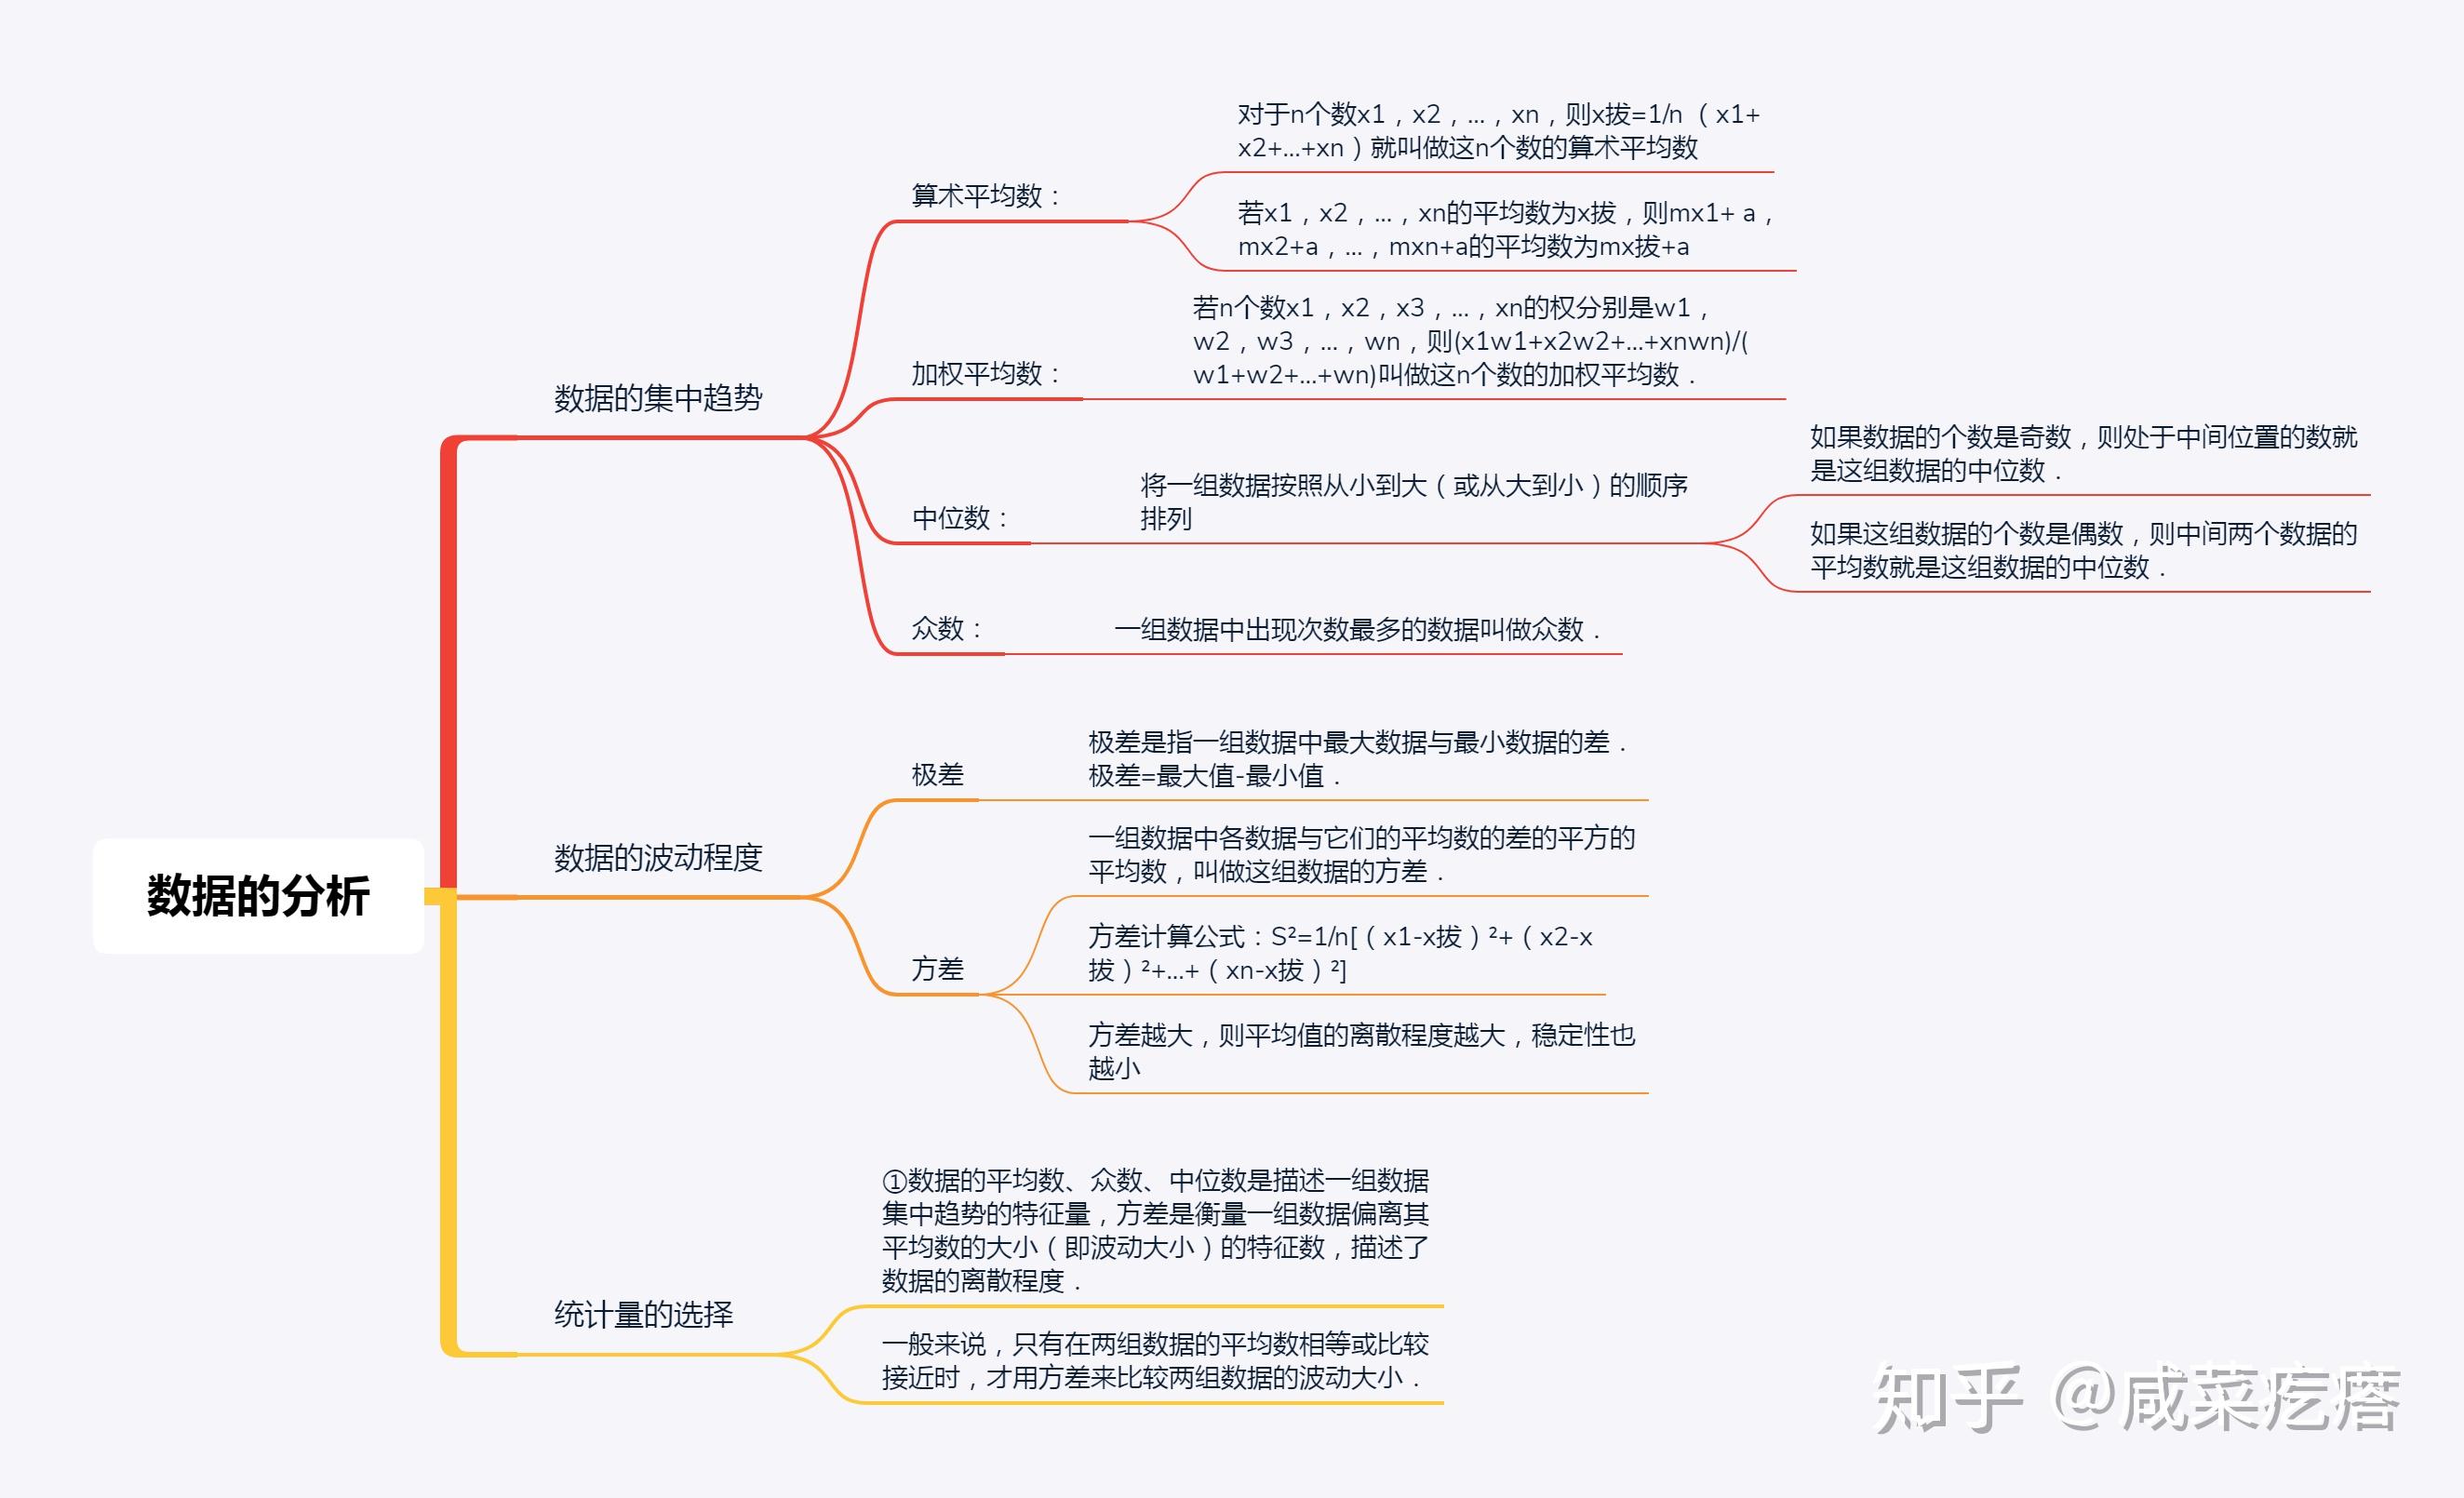 数据的分析
数据的集中趋势
算术平均数：
对于n个数x1，x2，…，xn，则x拔=1/n（x1+
x2+…+xn）就叫做这n个数的算术平均数
若x1，x2，…，xn的平均数为x拔，则mx1+ a，
mx2+a，…，mxn+a的平均数为mx拔+a
加权平均数：
若n个数x1，x2，x3，…，xn的权分别是w1，
w2，w3，…，wn，则(x1w1+x2w2+…+xnwn)/(
w1+w2+…+wn)叫做这n个数的加权平均数．
中位数：
将一组数据按照从小到大（或从大到小）的顺序
排列
如果数据的个数是奇数，则处于中间位置的数就
是这组数据的中位数．
如果这组数据的个数是偶数，则中间两个数据的
平均数就是这组数据的中位数．
众数：
一组数据中出现次数最多的数据叫做众数．
数据的波动程度
极差
极差是指一组数据中最大数据与最小数据的差．
极差=最大值-最小值．
方差
一组数据中各数据与它们的平均数的差的平方的
平均数，叫做这组数据的方差．
方差计算公式：S²=1/n[（x1-x拔）²+（x2-x
拔）²+…+（xn-x拔）²]
方差越大，则平均值的离散程度越大，稳定性也
越小
统计量的选择
①数据的平均数、众数、中位数是描述一组数据
集中趋势的特征量，方差是衡量一组数据偏离其
平均数的大小（即波动大小）的特征数，描述了
数据的离散程度．
一般来说，只有在两组数据的平均数相等或比较
接近时，才用方差来比较两组数据的波动大小．
知乎 @咸菜疙瘩